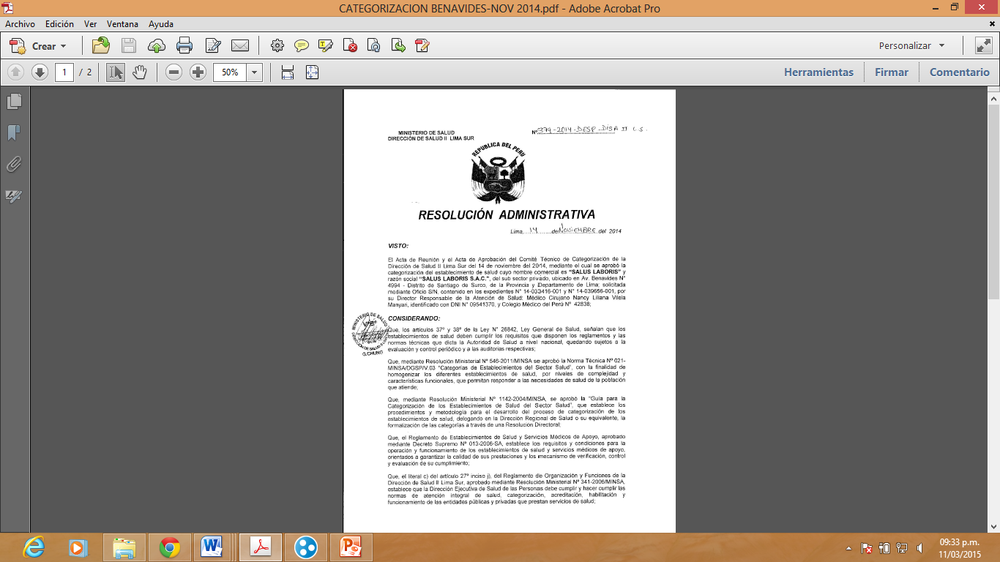 CATEGORIZACION BENAVIDES-NOV 2014.pdf - Adobe Acrobat Pro
Archivo Edición Ver Ventana Ayuda
Crear
Personalizar
1 / 2
50%
Herramientas Firmar Comentario
MINISTERIO DE SALUD
DIRECCIÓN DE SALUD II LIMA SUR
Nº 379-2014-DESP-DISA II L.S.
REPUBLICA DEL PERU
RESOLUCIÓN ADMINISTRATIVA
Lima, 14 de NOVIEMBRE del 2014
VISTO:
El Acta de Reunión y el Acta de Aprobación del Comité Técnico de Categorización de la
Dirección de Salud II Lima Sur del 14 de noviembre del 2014, mediante el cual se aprobó la
categorización del establecimiento de salud cuyo nombre comercial es “SALUS LABORIS” y
razón social “SALUS LABORIS S.A.C.”, del sub sector privado, ubicado en Av. Benavides N°
4994 - Distrito de Santiago de Surco, de la Provincia y Departamento de Lima; solicitada
mediante Oficio S/N. contenido en los expedientes N° 14-033416-001 y N° 14-039656-001, por
su Director Responsable de la Atención de Salud: Médico Cirujano Nancy Liliana Vilela
Manyari, identificado con DNI N° 09541370, y Colegio Médico del Perú Nº 42838;
CONSIDERANDO:
Que, los artículos 37º y 38º de la Ley N° 26842, Ley General de Salud, señalan que los
establecimientos de salud deben cumplir los requisitos que disponen los reglamentos y las
normas técnicas que dicta la Autoridad de Salud a nivel nacional, quedando sujetos a la
evaluación y control periódico y a las auditorias respectivas;
MINISTERIO DE SALUD
VºBº
G.CHUNG
Que, mediante Resolución Ministerial Nº 546-2011/MINSA se aprobó la Norma Técnica Nº 021-
MINSA/DGSP/V.03 “Categorías de Establecimientos del Sector Salud”, con la finalidad de
homogenizar los diferentes establecimientos de salud, por niveles de complejidad y
características funcionales, que permitan responder a las necesidades de salud de la población
que atiende;
Que, mediante Resolución Ministerial Nº 1142-2004/MINSA, se aprobó la “Guía para la
Categorización de los Establecimientos de Salud del Sector Salud”, que establece los
procedimientos y metodología para el desarrollo del proceso de categorización de los
establecimientos de salud, delegando en la Dirección Regional de Salud o su equivalente, la
formalización de las categorías a través de una Resolución Directoral;
Que, el Reglamento de Establecimientos de Salud y Servicios Médicos de Apoyo, aprobado
mediante Decreto Supremo Nº 013-2006-SA, establece los requisitos y condiciones para la
operación y funcionamiento de los establecimientos de salud y servicios médicos de apoyo,
orientados a garantizar la calidad de sus prestaciones y los mecanismo de verificación, control
y evaluación de su cumplimiento;
Que, el literal c) del artículo 27º inciso j), del Reglamento de Organización y Funciones de la
Dirección de Salud II Lima Sur, aprobado mediante Resolución Ministerial Nº 341-2006/MINSA,
establece que la Dirección Ejecutiva de Salud de las Personas debe cumplir y hacer cumplir las
normas de atención integral de salud, categorización, acreditación, habilitación y
funcionamiento de las entidades públicas y privadas que prestan servicios de salud;
09:33 p.m.
11/03/2015